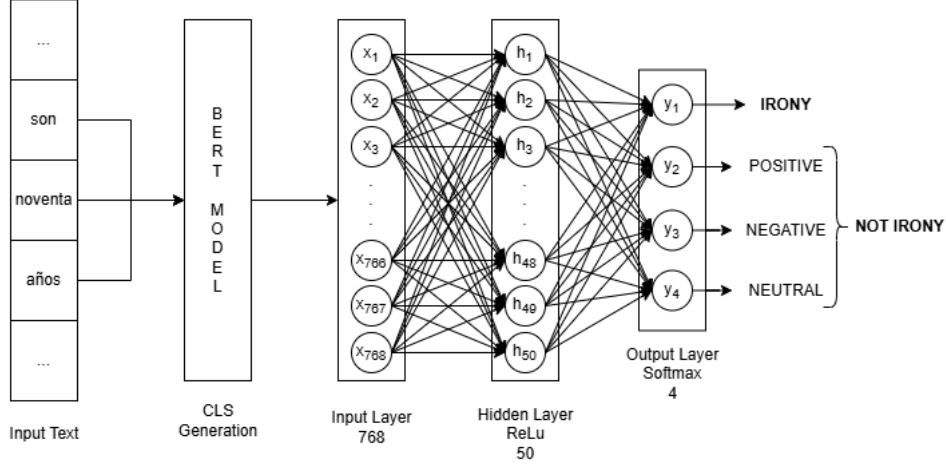 ...
son
noventa
años
...
Input Text
BERT MODEL
CLS
Generation
x1
x2
x3
.
.
.
x766
x767
x768
Input Layer
768
h1
h2
h3
.
.
.
h48
h49
h50
Hidden Layer
ReLu
50
y1
y2
y3
y4
Output Layer
Softmax
4
IRONY
POSITIVE
NEGATIVE
NEUTRAL
NOT IRONY